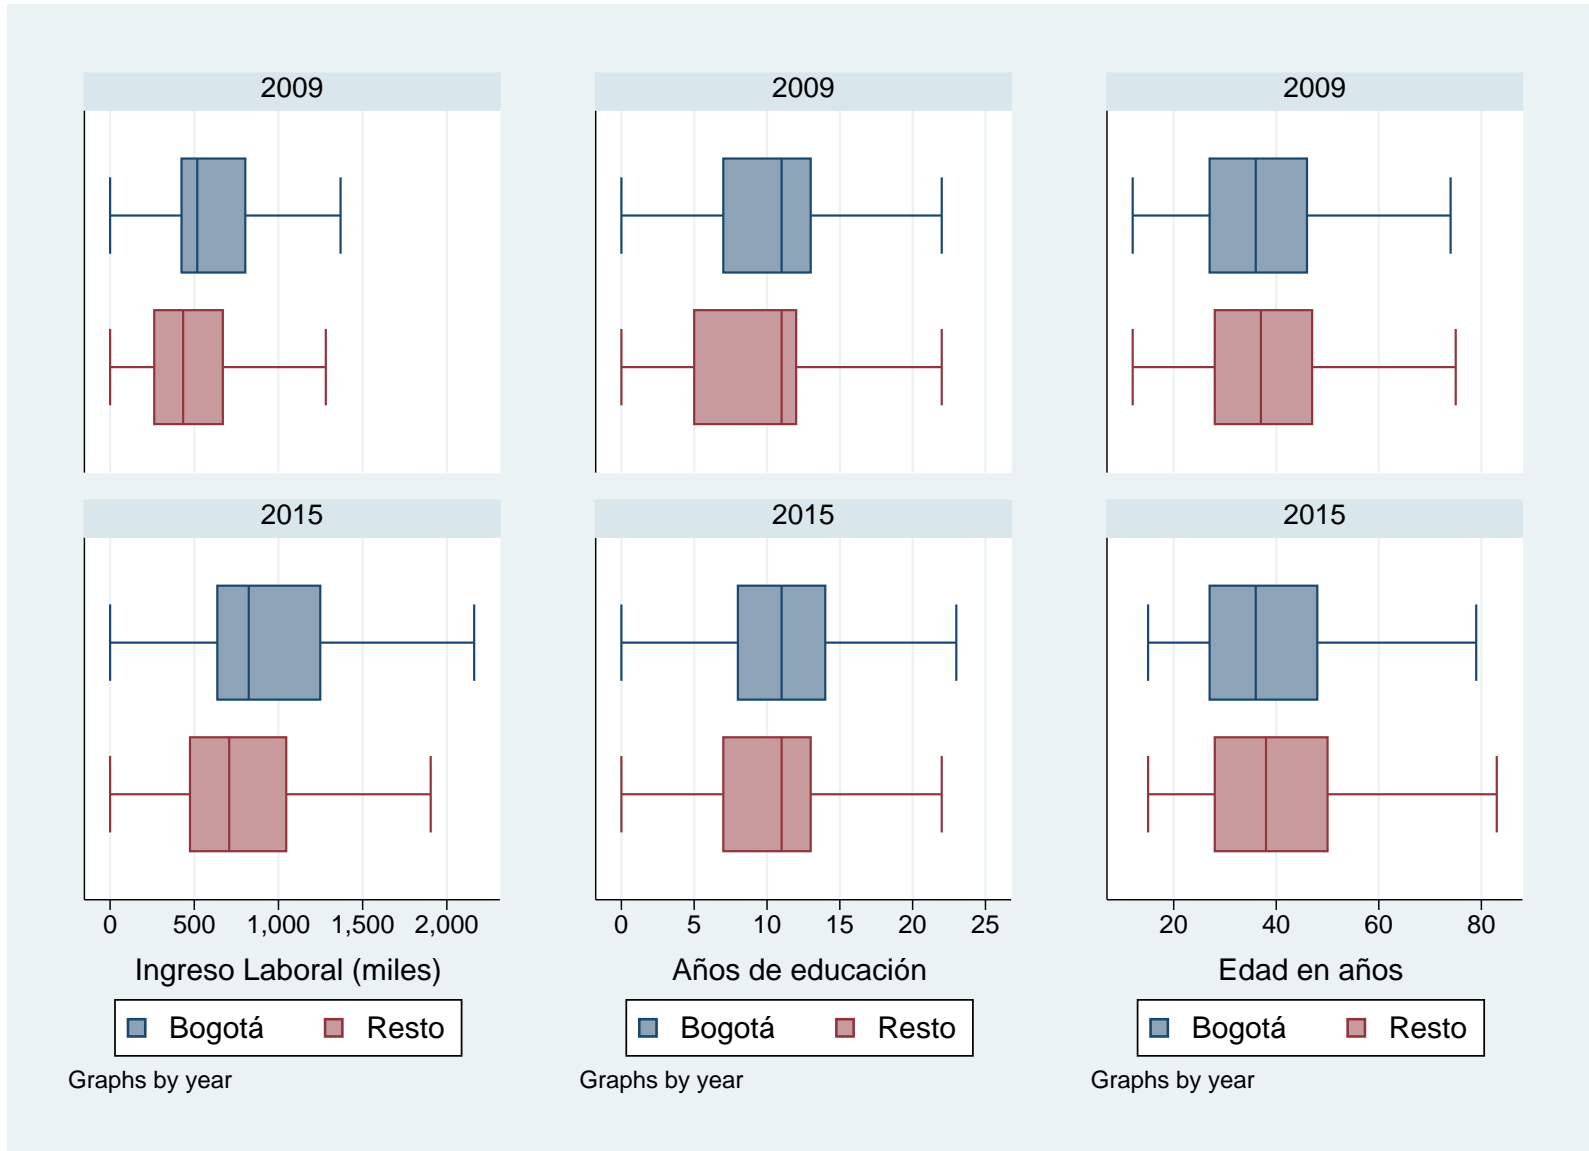 2009
2009
2009
2015
2015
2015
0 500 1,000 1,500 2,000
0 5 10 15 20 25
20 40 60 80
Ingreso Laboral (miles)
Años de educación
Edad en años
Bogotá Resto
Bogotá Resto
Bogotá Resto
Graphs by year
Graphs by year
Graphs by year